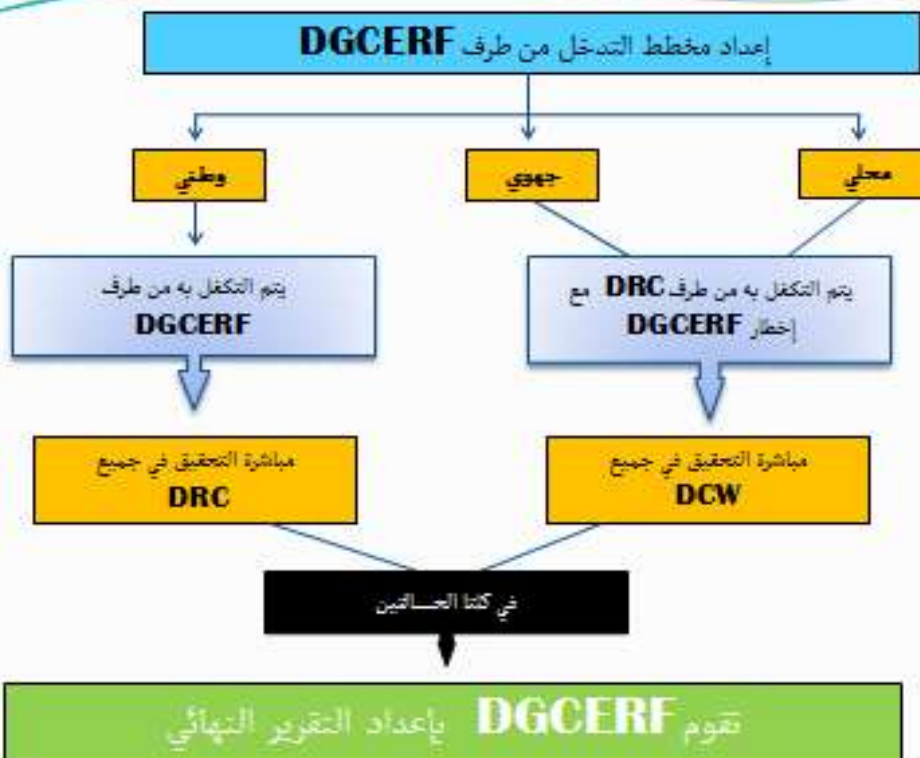 إعداد مخطط التدخل من طرف DGCERF
محلي
جهوي
وطني
يتم التكفل به من طرف DRC مع
إخطار DGCERF
يتم التكفل به من طرف
DGCERF
مباشرة التحقيق في جميع
DCW
مباشرة التحقيق في جميع
DRC
في كلتا الحـــالتين
تقوم DGCERF بإعداد التقرير النهائي